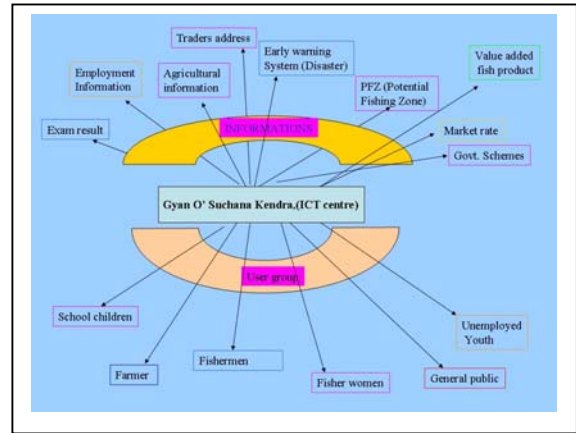 Traders address
Early warning
System (Disaster)
Value added
fish product
Employment
Information
Agricultural
information
PFZ (Potential
Fishing Zone)
Exam result
INFORMATIONS
Market rate
Govt. Schemes
Gyan O' Suchana Kendra,(ICT centre)
User group
School children
Unemployed
Youth
Fishermen
Farmer
Fisher women
General public